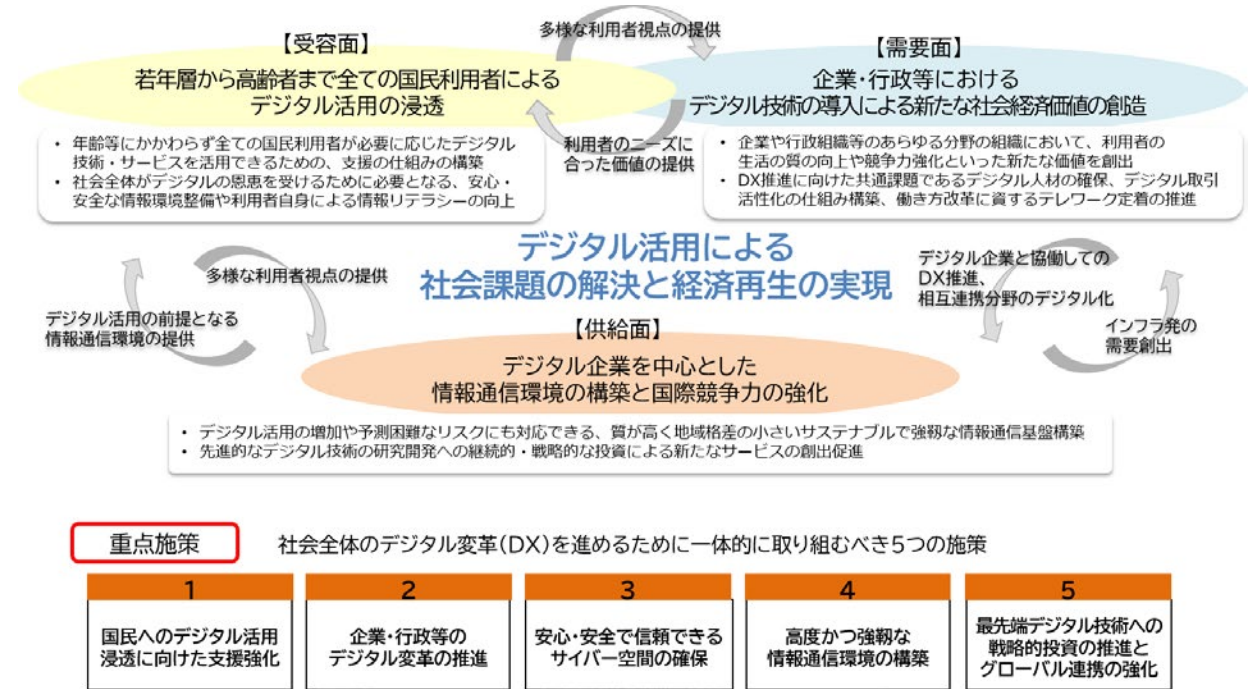 多様な利用者視点の提供
【受容面】
若年層から高齢者まで全ての国民利用者による
デジタル活用の浸透
【需要面】
企業・行政等における
デジタル技術の導入による新たな社会経済価値の創造
• 年齢等にかかわらず全ての国民利用者が必要に応じたデジタル
技術・サービスを活用できるための、支援の仕組みの構築
• 社会全体がデジタルの恩恵を受けるために必要となる、安心・
安全な情報環境整備や利用者自身による情報リテラシーの向上
利用者のニーズに
合った価値の提供
• 企業や行政組織等のあらゆる分野の組織において、利用者の
生活の質の向上や競争力強化といった新たな価値を創出
• DX推進に向けた共通課題であるデジタル人材の確保、デジタル取引
活性化の仕組み構築、働き方改革に資するテレワーク定着の推進
デジタル活用による
社会課題の解決と経済再生の実現
多様な利用者視点の提供
デジタル活用の前提となる
情報通信環境の提供
デジタル企業と協働しての
DX推進、
相互連携分野のデジタル化
インフラ発の
需要創出
【供給面】
デジタル企業を中心とした
情報通信環境の構築と国際競争力の強化
• デジタル活用の増加や予測困難なリスクにも対応できる、質が高く地域格差の小さいサステナブルで強靱な情報通信基盤構築
• 先進的なデジタル技術の研究開発への継続的・戦略的な投資による新たなサービスの創出促進
重点施策
社会全体のデジタル変革(DX)を進めるために一体的に取り組むべき5つの施策
1
国民へのデジタル活用
浸透に向けた支援強化
2
企業・行政等の
デジタル変革の推進
3
安心・安全で信頼できる
サイバー空間の確保
4
高度かつ強靱な
情報通信環境の構築
5
最先端デジタル技術への
戦略的投資の推進と
グローバル連携の強化